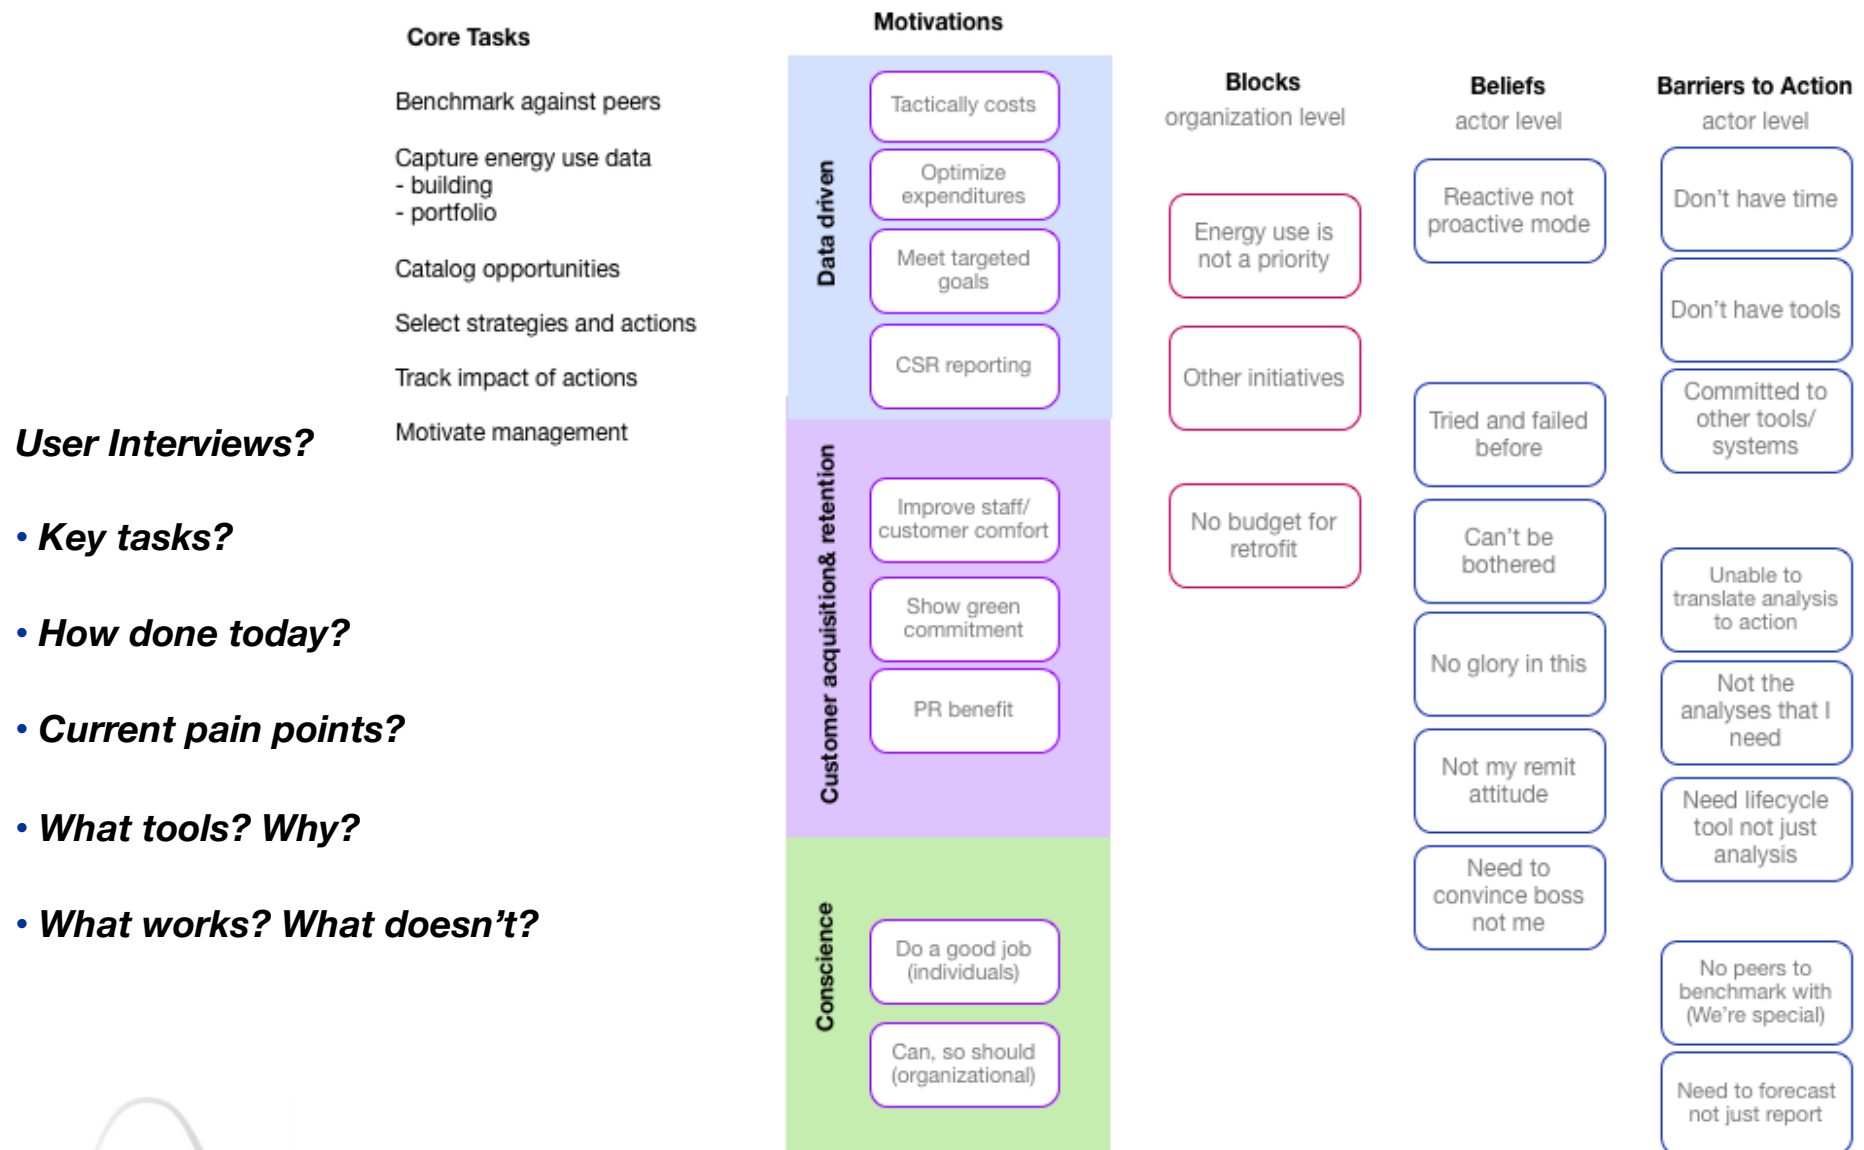 User Interviews?
• Key tasks?
• How done today?
• Current pain points?
• What tools? Why?
• What works? What doesn’t?
Core Tasks
Benchmark against peers
Capture energy use data
- building
- portfolio
Catalog opportunities
Select strategies and actions
Track impact of actions
Motivate management
Motivations
Data driven
Tactically costs
Optimize
expenditures
Meet targeted
goals
CSR reporting
Customer acquisition& retention
Improve staff/
customer comfort
Show green
commitment
PR benefit
Conscience
Do a good job
(individuals)
Can, so should
(organizational)
Blocks
organization level
Energy use is
not a priority
Other initiatives
No budget for
retrofit
Beliefs
actor level
Reactive not
proactive mode
Tried and failed
before
Can’t be
bothered
No glory in this
Not my remit
attitude
Need to
convince boss
not me
Barriers to Action
actor level
Don’t have time
Don’t have tools
Committed to
other tools/
systems
Unable to
translate analysis
to action
Not the
analyses that I
need
Need lifecycle
tool not just
analysis
No peers to
benchmark with
(We’re special)
Need to forecast
not just report